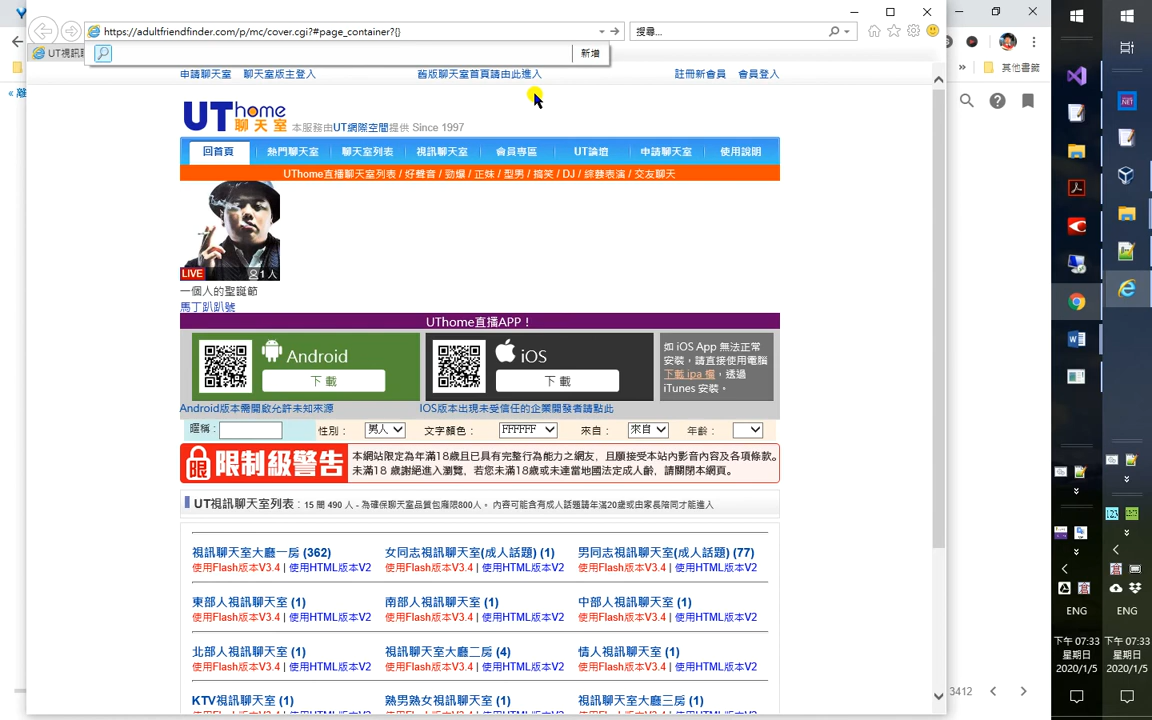 https://adultfriendfinder.com/p/mc/cover.cgi?#page_container?{}
搜尋...
UT視訊
新增
其他書籤
申請聊天室 聊天室版主登入 舊版聊天室首頁請由此進入 註冊新會員 會員登入
UThome
聊天室 本服務由UT網際空間提供 Since 1997
回首頁 熱門聊天室 聊天室列表 視訊聊天室 會員專區 UT論壇 申請聊天室 使用說明
UThome直播聊天室列表 / 好聲音 / 勁爆 / 正妹 / 型男 / 搞笑 / DJ / 綜藝表演 / 交友聊天
LIVE 1人
一個人的聖誕節
馬丁趴趴號
UThome直播APP！
Android
下 載
iOS
下 載
如 iOS App 無法正常
安裝，請直接使用電腦
下載 ipa 檔，透過
iTunes 安裝。
Android版本需開啟允許未知來源 IOS版本出現未受信任的企業開發者請點此
暱稱： 性別： 男人 文字顏色： FFFFFF 來自： 來自 年齡：
限 限制級警告
本網站限定為年滿18歲且已具有完整行為能力之網友，且願接受本站內影音內容及各項條款。
未滿18 歲謝絕進入瀏覽，若您未滿18歲或未達當地國法定成人齡，請關閉本網頁。
UT視訊聊天室列表：15 間 490 人 - 為確保聊天室品質包廂限800人。 內容可能含有成人話題請年滿20歲或由家長陪同才能進入
視訊聊天室大廳一房 (362) 女同志視訊聊天室(成人話題) (1) 男同志視訊聊天室(成人話題) (77)
使用Flash版本V3.4 | 使用HTML版本V2 使用Flash版本V3.4 | 使用HTML版本V2 使用Flash版本V3.4 | 使用HTML版本V2
東部人視訊聊天室 (1) 南部人視訊聊天室 (1) 中部人視訊聊天室 (1)
使用Flash版本V3.4 | 使用HTML版本V2 使用Flash版本V3.4 | 使用HTML版本V2 使用Flash版本V3.4 | 使用HTML版本V2
北部人視訊聊天室 (1) 視訊聊天室大廳二房 (4) 情人視訊聊天室 (1)
使用Flash版本V3.4 | 使用HTML版本V2 使用Flash版本V3.4 | 使用HTML版本V2 使用Flash版本V3.4 | 使用HTML版本V2
KTV視訊聊天室 (1) 熟男熟女視訊聊天室 (1) 視訊聊天室大廳三房 (1)
3412
ENG ENG
下午 07:33 下午 07:33
星期日 星期日
2020/1/5 2020/1/5